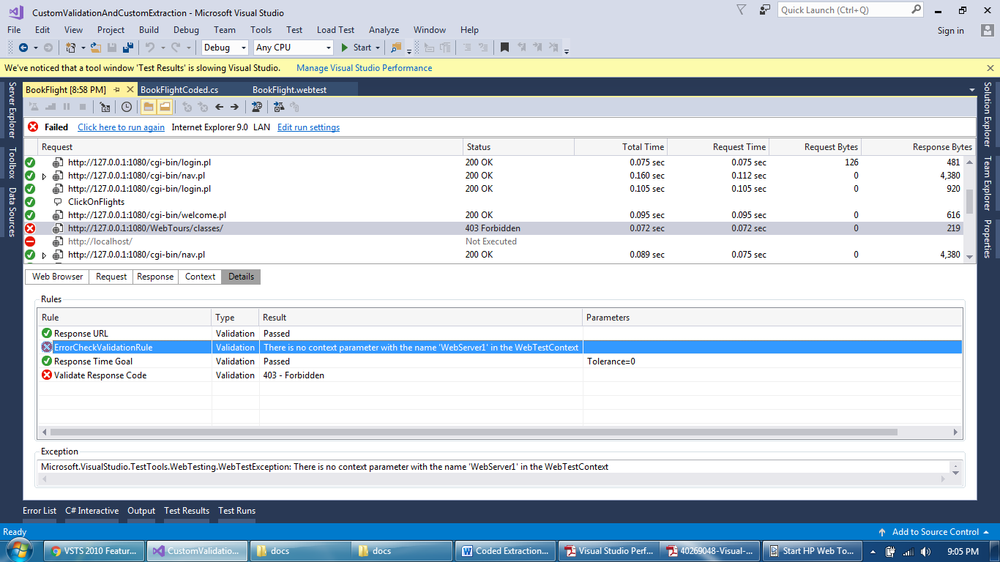 CustomValidationAndCustomExtraction - Microsoft Visual Studio
Quick Launch (Ctrl+Q)
File Edit View Project Build Debug Team Tools Test Load Test Analyze Window Help
Sign in
Debug Any CPU Start
We've noticed that a tool window 'Test Results' is slowing Visual Studio. Manage Visual Studio Performance
Server Explorer
Toolbox
Data Sources
BookFlight [8:58 PM] BookFlightCoded.cs BookFlight.webtest
Failed Click here to run again Internet Explorer 9.0 LAN Edit run settings
Request Status Total Time Request Time Request Bytes Response Bytes
http://127.0.0.1:1080/cgi-bin/login.pl 200 OK 0.075 sec 0.075 sec 126 481
http://127.0.0.1:1080/cgi-bin/nav.pl 200 OK 0.160 sec 0.112 sec 0 4,380
http://127.0.0.1:1080/cgi-bin/login.pl 200 OK 0.105 sec 0.105 sec 0 920
ClickOnFlights
http://127.0.0.1:1080/cgi-bin/welcome.pl 200 OK 0.095 sec 0.095 sec 0 616
http://127.0.0.1:1080/WebTours/classes/ 403 Forbidden 0.072 sec 0.072 sec 0 219
http://localhost/ Not Executed
http://127.0.0.1:1080/cgi-bin/nav.pl 200 OK 0.089 sec 0.075 sec 0 4,380
Web Browser Request Response Context Details
Rules
Rule Type Result Parameters
Response URL Validation Passed
ErrorCheckValidationRule Validation There is no context parameter with the name 'WebServer1' in the WebTestContext
Response Time Goal Validation Passed Tolerance=0
Validate Response Code Validation 403 - Forbidden
Exception
Microsoft.VisualStudio.TestTools.WebTesting.WebTestException: There is no context parameter with the name 'WebServer1' in the WebTestContext
Solution Explorer
Team Explorer
Properties
Error List C# Interactive Output Test Results Test Runs
Ready Add to Source Control
VSTS 2010 Featur... CustomValidatio... docs docs Coded Extraction... Visual Studio Perf... 40269048-Visual-... Start HP Web To... 9:05 PM